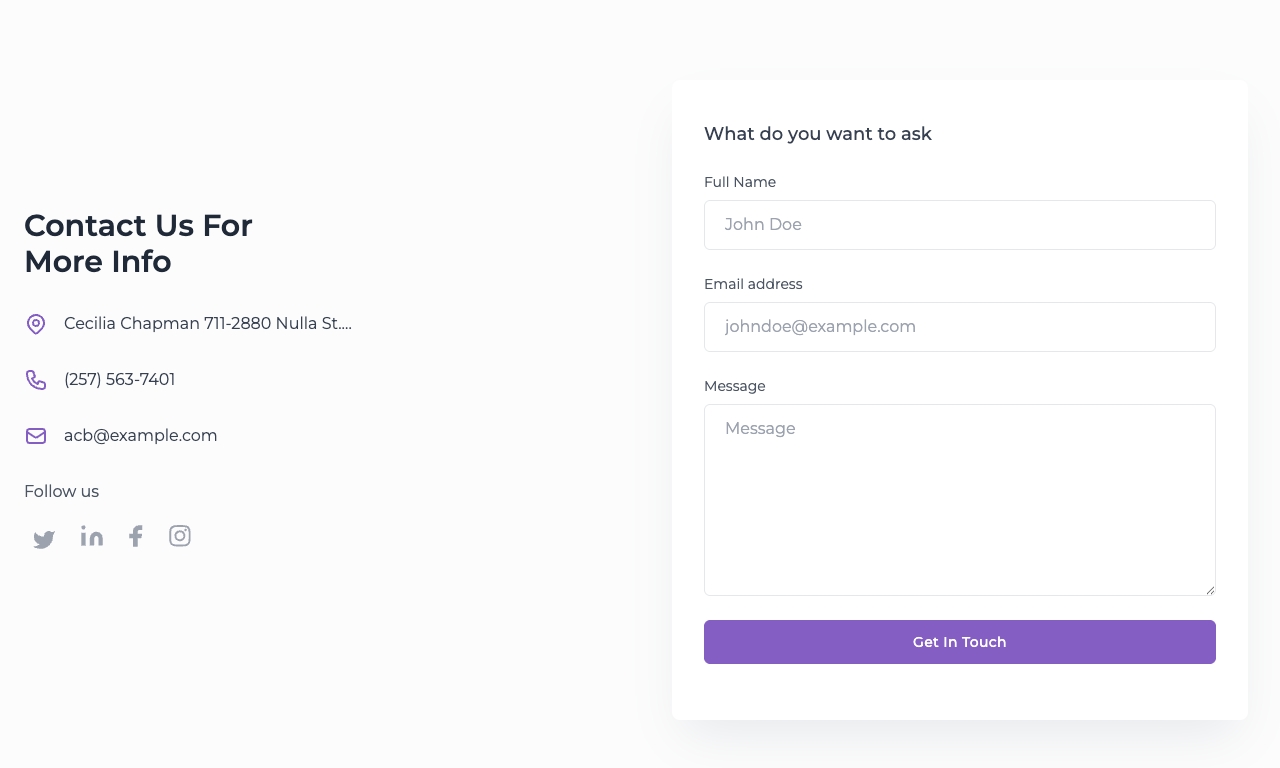 Contact Us For
More Info
Cecilia Chapman 711-2880 Nulla St....
(257) 563-7401
acb@example.com
Follow us
What do you want to ask
Full Name
John Doe
Email address
johndoe@example.com
Message
Message
Get In Touch